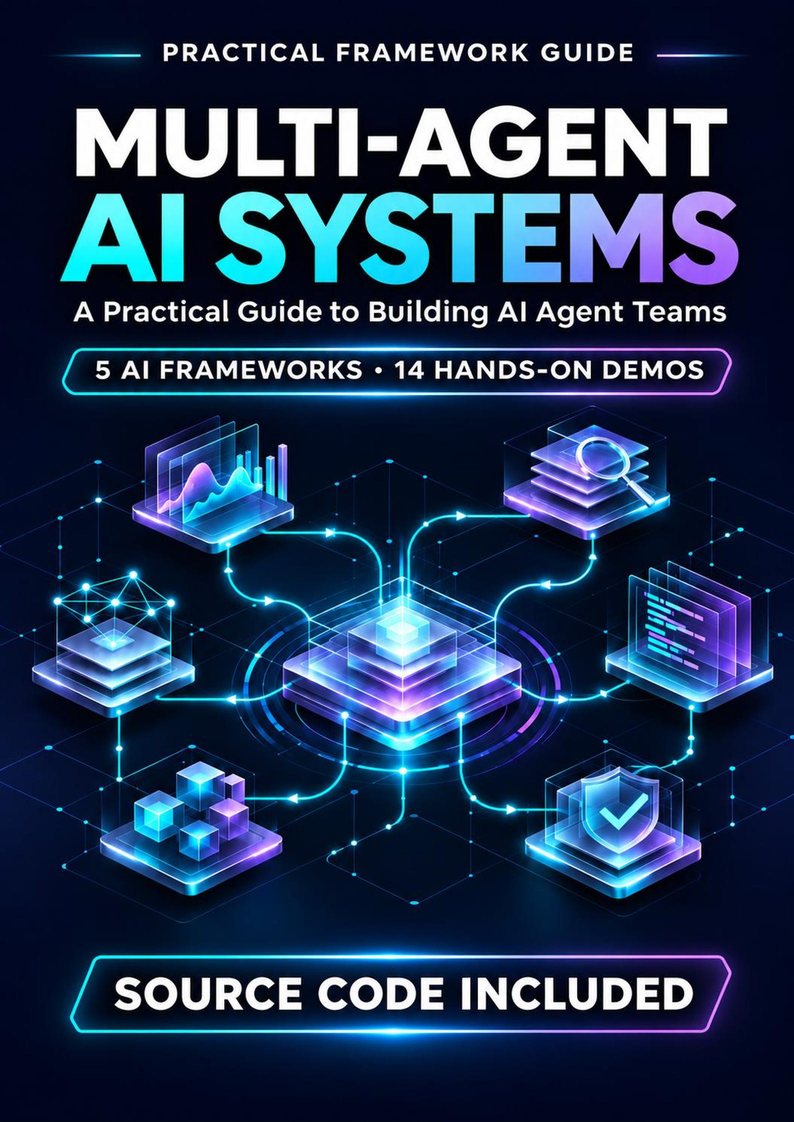 PRACTICAL FRAMEWORK GUIDE
MULTI-AGENT
AI SYSTEMS
A Practical Guide to Building AI Agent Teams
5 AI FRAMEWORKS • 14 HANDS-ON DEMOS
SOURCE CODE INCLUDED